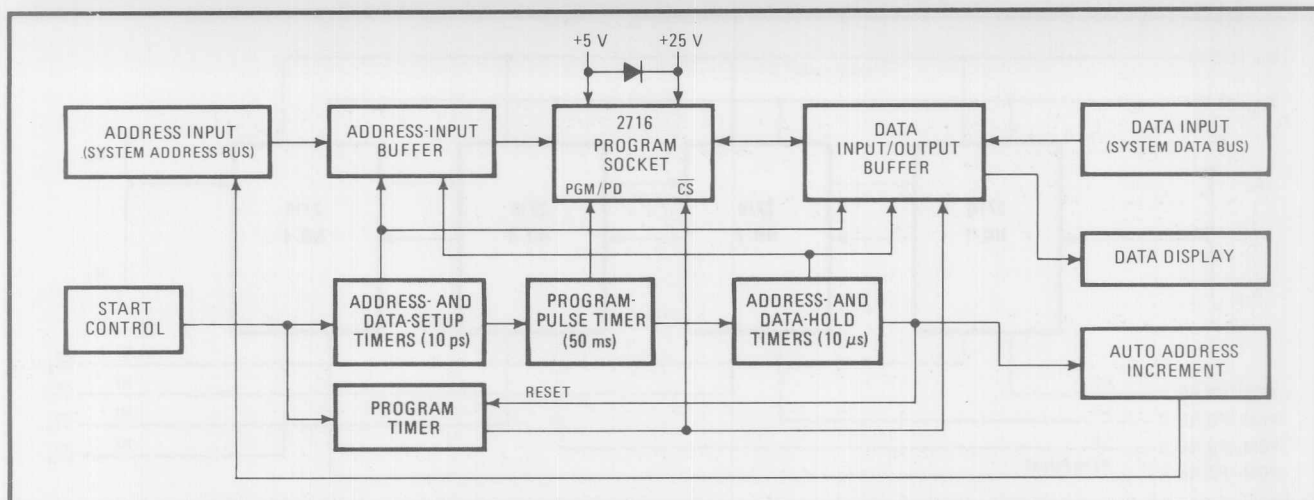 +5 V +25 V
ADDRESS INPUT
(SYSTEM ADDRESS BUS)
ADDRESS-INPUT
BUFFER
2716
PROGRAM
SOCKET
PGM/PD CS
DATA
INPUT/OUTPUT
BUFFER
DATA INPUT
(SYSTEM DATA BUS)
DATA DISPLAY
START
CONTROL
ADDRESS- AND
DATA-SETUP
TIMERS (10 ps)
PROGRAM-
PULSE TIMER
(50 ms)
ADDRESS- AND
DATA-HOLD
TIMERS (10 μs)
AUTO ADDRESS
INCREMENT
PROGRAM
TIMER
RESET